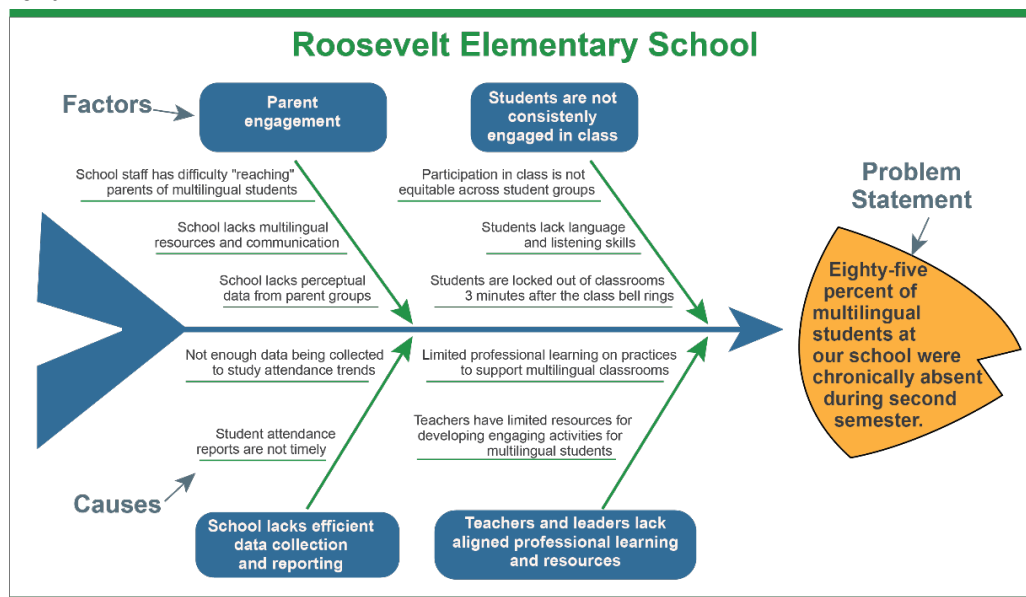 Roosevelt Elementary School
Factors
Parent
engagement
Students are not
consistenly
engaged in class
School staff has difficulty "reaching"
parents of multilingual students
School lacks multilingual
resources and communication
School lacks perceptual
data from parent groups
Participation in class is not
equitable across student groups
Students lack language
and listening skills
Students are locked out of classrooms
3 minutes after the class bell rings
Problem
Statement
Eighty-five
percent of
multilingual
students at
our school were
chronically absent
during second
semester.
Not enough data being collected
to study attendance trends
Student attendance
reports are not timely
Limited professional learning on practices
to support multilingual classrooms
Teachers have limited resources for
developing engaging activities for
multilingual students
Causes
School lacks efficient
data collection
and reporting
Teachers and leaders lack
aligned professional learning
and resources